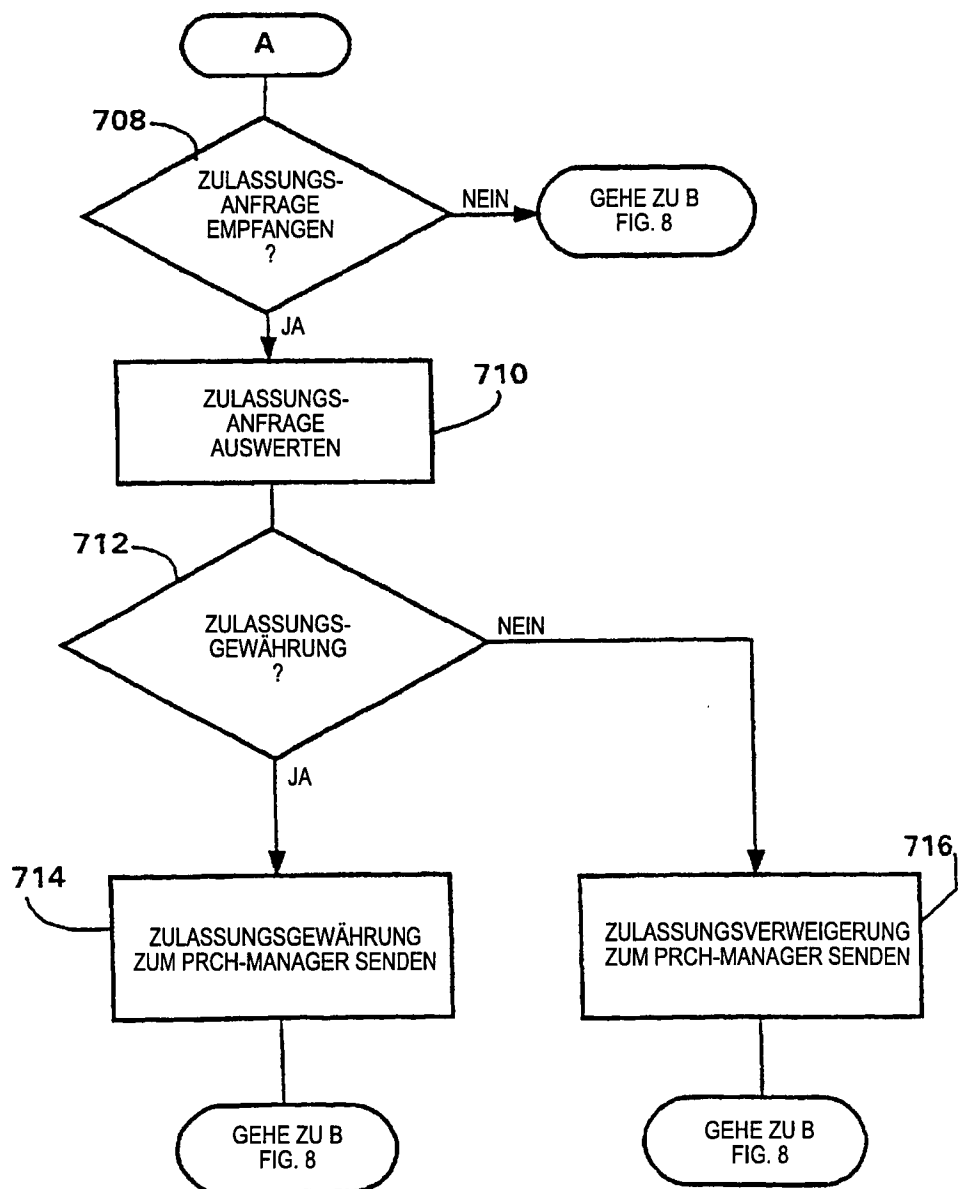 A
708
ZULASSUNGS-
ANFRAGE
EMPFANGEN
?
NEIN
GEHE ZU B
FIG. 8
JA
710
ZULASSUNGS-
ANFRAGE
AUSWERTEN
712
ZULASSUNGS-
GEWÄHRUNG
?
NEIN
JA
714
ZULASSUNGSGEWÄHRUNG
ZUM PRCH-MANAGER SENDEN
716
ZULASSUNGSVERWEIGERUNG
ZUM PRCH-MANAGER SENDEN
GEHE ZU B
FIG. 8
GEHE ZU B
FIG. 8